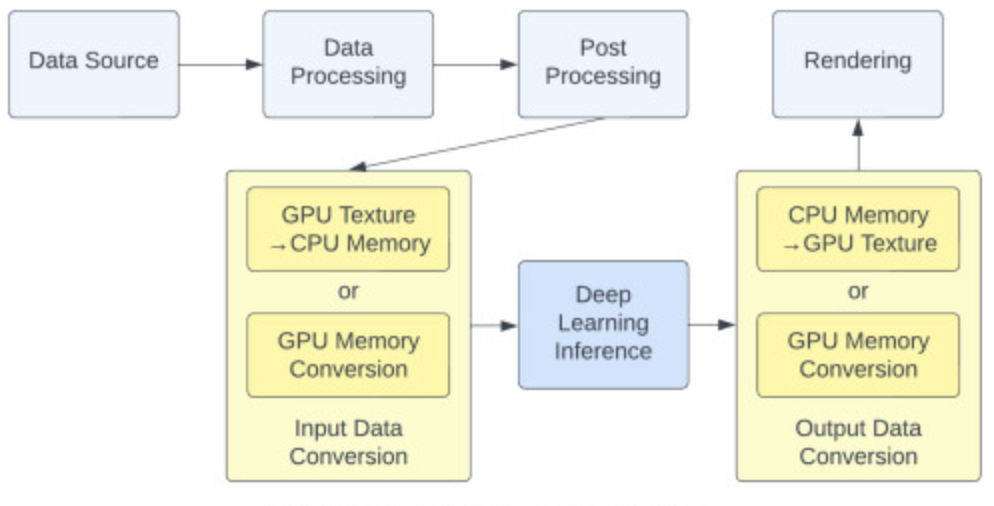 Data Source
Data
Processing
Post
Processing
Rendering
GPU Texture
→CPU Memory
or
GPU Memory
Conversion
Input Data
Conversion
Deep
Learning
Inference
CPU Memory
→GPU Texture
or
GPU Memory
Conversion
Output Data
Conversion